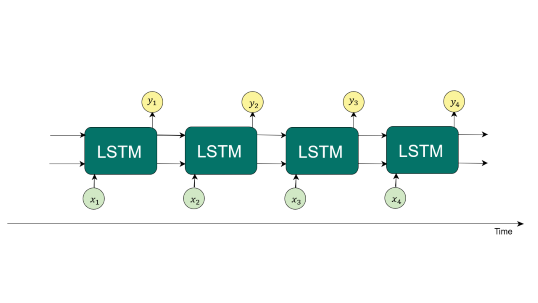 y₁ y₂ y₃ y₄
LSTM LSTM LSTM LSTM
x₁ x₂ x₃ x₄
Time